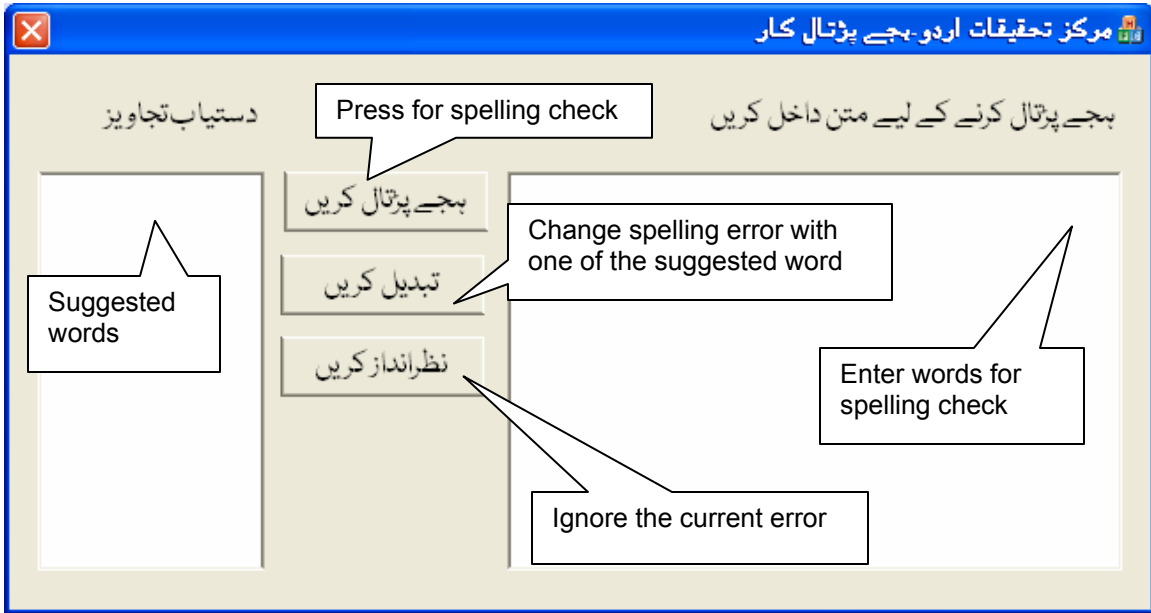 مرکز تحقیقات اردو-ہجے پڑتال کار
ہجے پڑتال کرنے کے لیے متن داخل کریں
Press for spelling check
دستیاب تجاویز
ہجے پڑتال کریں
Change spelling error with
one of the suggested word
تبدیل کریں
Suggested
words
نظرانداز کریں
Enter words for
spelling check
Ignore the current error